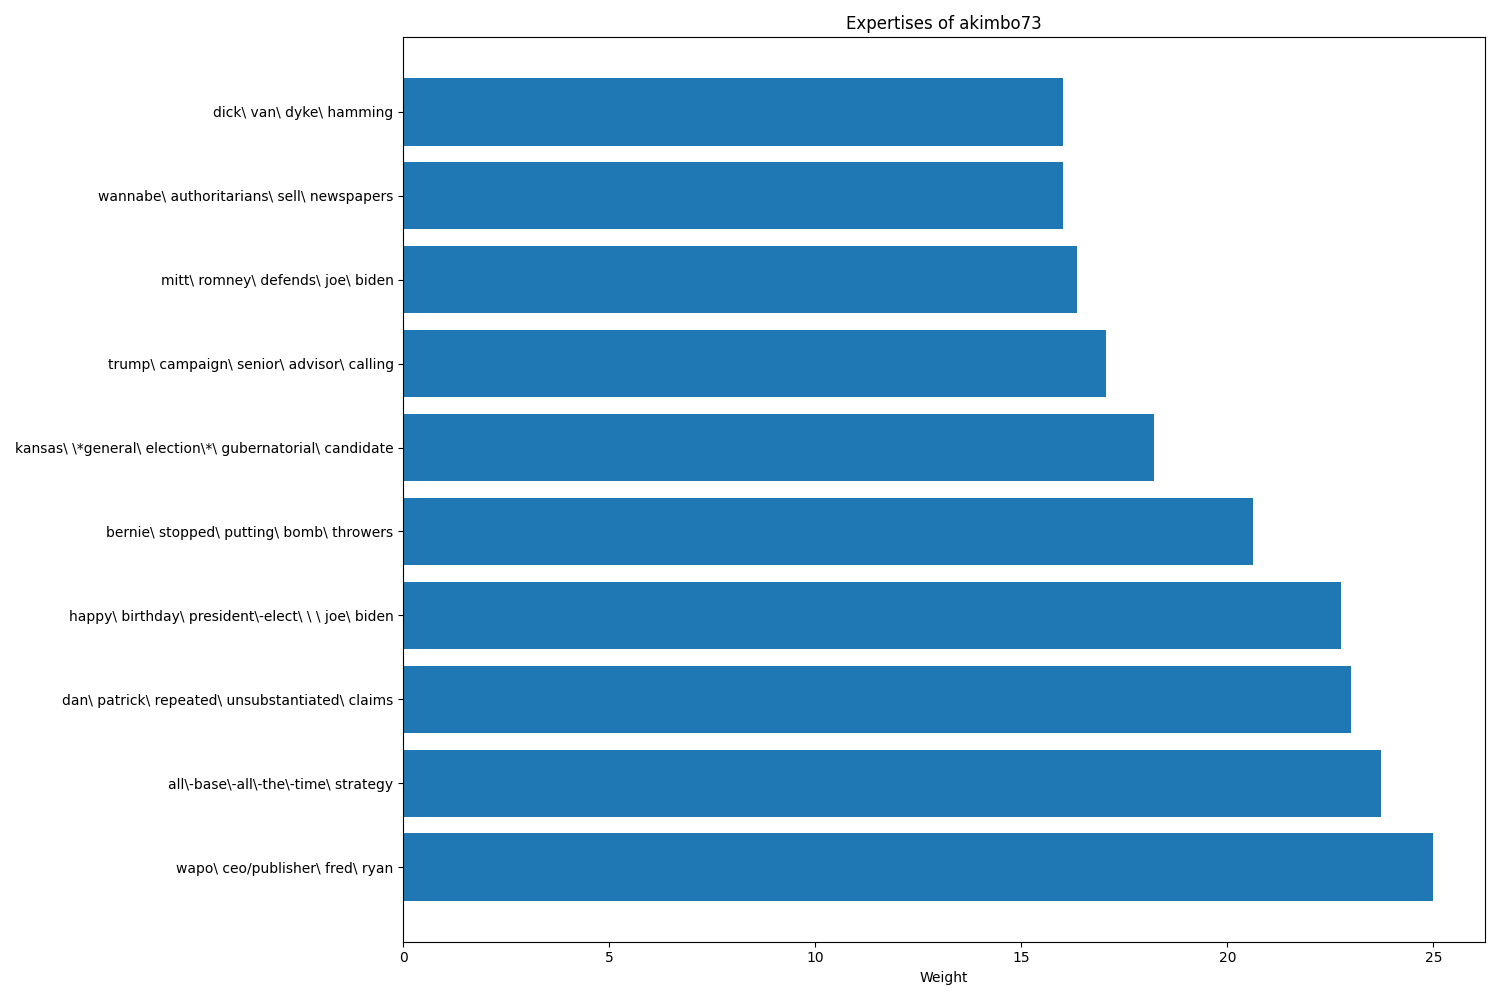 Expertises of akimbo73
dick\ van\ dyke\ hamming
wannabe\ authoritarians\ sell\ newspapers
mitt\ romney\ defends\ joe\ biden
trump\ campaign\ senior\ advisor\ calling
kansas\ \*general\ election\*\ gubernatorial\ candidate
bernie\ stopped\ putting\ bomb\ throwers
happy\ birthday\ president\-elect\ \ \ joe\ biden
dan\ patrick\ repeated\ unsubstantiated\ claims
all\-base\-all\-the\-time\ strategy
wapo\ ceo/publisher\ fred\ ryan
0 5 10 15 20 25
Weight